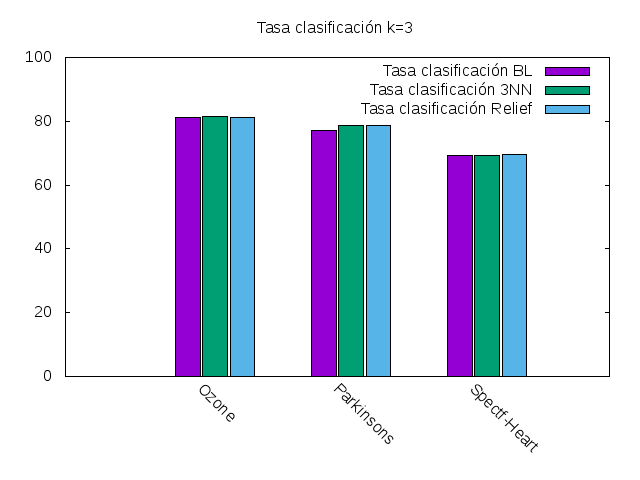 Tasa clasificación k=3
100
80
60
40
20
0
Tasa clasificación BL
Tasa clasificación 3NN
Tasa clasificación Relief
Ozone
Parkinsons
Spectf-Heart